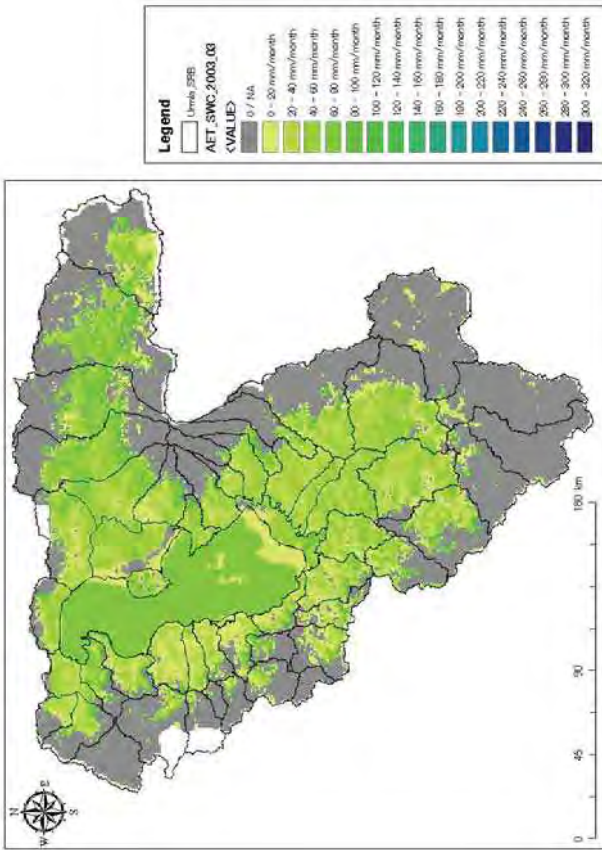 N
W E
S
Legend
Urmia_SRB
AET_SWC_2003_03
<VALUE>
0 / NA
0 - 20 mm/month
20 - 40 mm/month
40 - 60 mm/month
60 - 80 mm/month
80 - 100 mm/month
100 - 120 mm/month
120 - 140 mm/month
140 - 160 mm/month
160 - 180 mm/month
180 - 200 mm/month
200 - 220 mm/month
220 - 240 mm/month
240 - 260 mm/month
260 - 280 mm/month
280 - 300 mm/month
300 - 320 mm/month
0 45 90 180 km